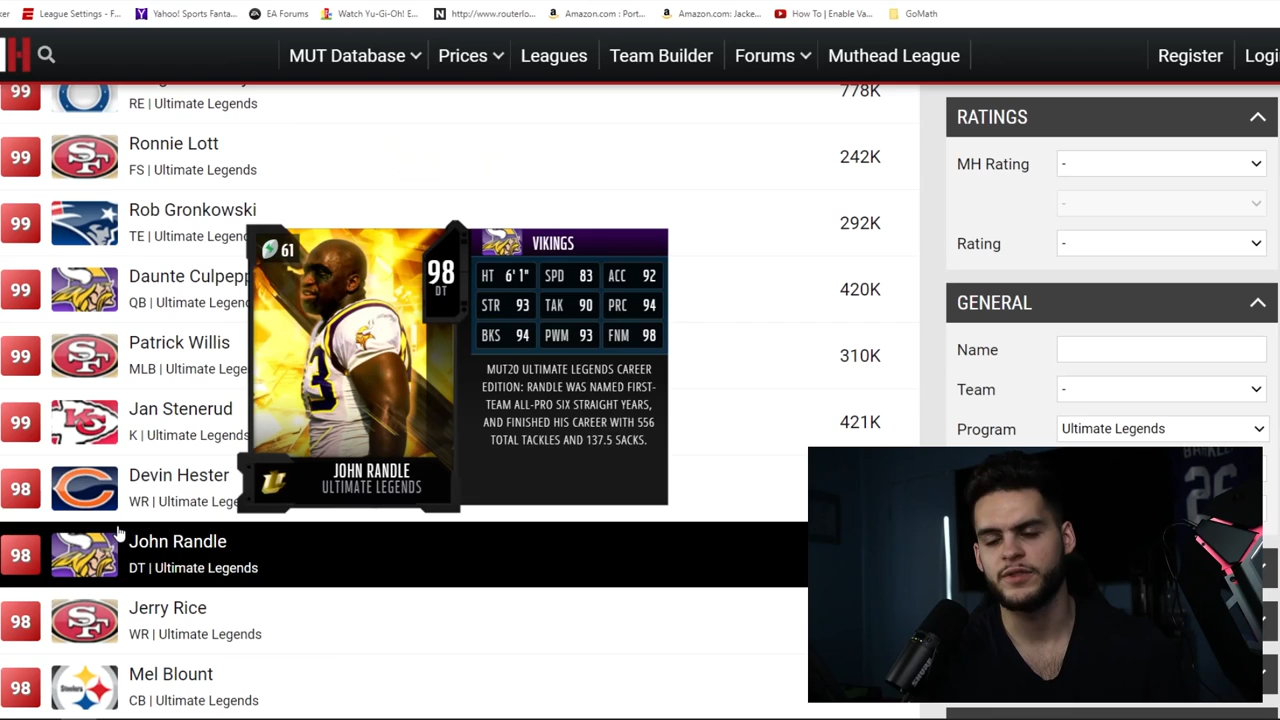 League Settings - F...
Yahoo! Sports Fanta...
EA Forums
Watch Yu-Gi-Oh! E...
http://www.routerlo...
Amazon.com : Port...
Amazon.com: Jacke...
How To | Enable Va...
GoMath
H
MUT Database
Prices
Leagues
Team Builder
Forums
Muthead League
Register
Logi
99
RE | Ultimate Legends
778K
99
Ronnie Lott
FS | Ultimate Legends
242K
99
Rob Gronkowski
TE | Ultimate Legend
292K
99
Daunte Culpepp
QB | Ultimate Legen
420K
99
Patrick Willis
MLB | Ultimate Lege
310K
99
Jan Stenerud
K | Ultimate Legends
421K
98
Devin Hester
WR | Ultimate Lege
98
John Randle
DT | Ultimate Legends
98
Jerry Rice
WR | Ultimate Legends
98
Mel Blount
CB | Ultimate Legends
61
98
DT
JOHN RANDLE
ULTIMATE LEGENDS
VIKINGS
HT 6' 1" SPD 83 ACC 92
STR 93 TAK 90 PRC 94
BKS 94 PWM 93 FNM 98
MUT20 ULTIMATE LEGENDS CAREER
EDITION: RANDLE WAS NAMED FIRST-
TEAM ALL-PRO SIX STRAIGHT YEARS,
AND FINISHED HIS CAREER WITH 556
TOTAL TACKLES AND 137.5 SACKS.
RATINGS
MH Rating -
-
Rating -
GENERAL
Name
Team -
Program Ultimate Legends
26